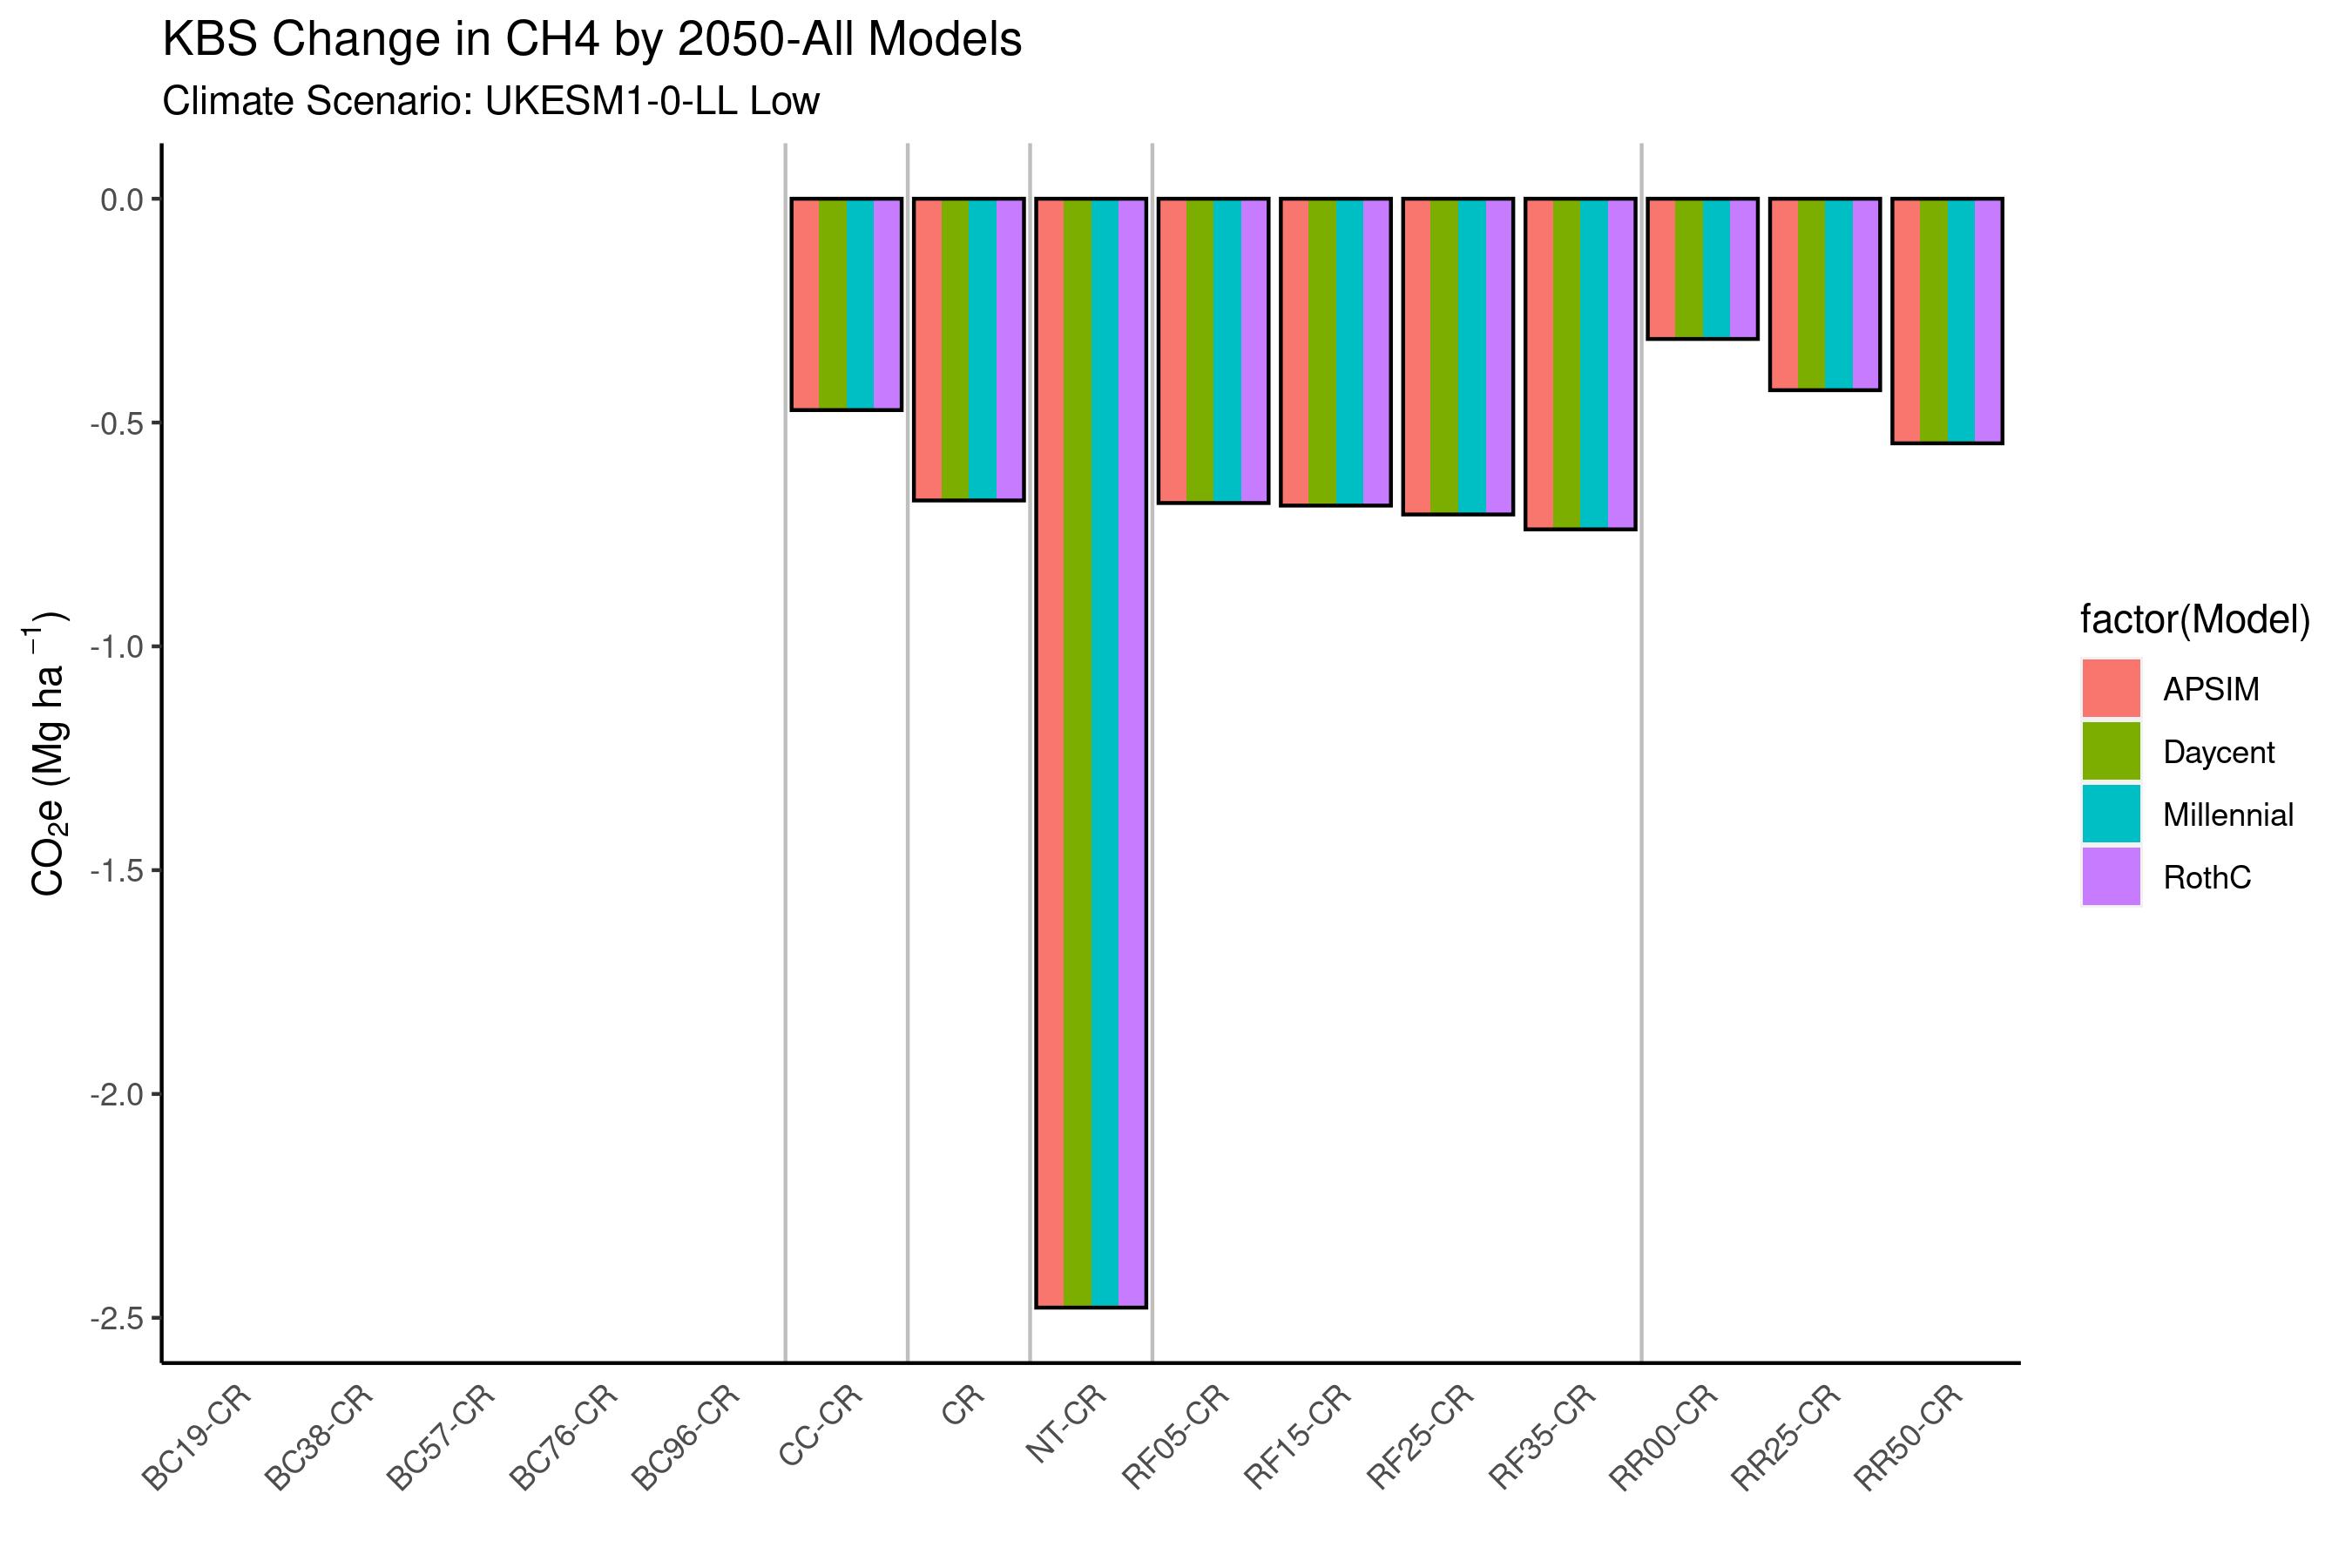 KBS Change in CH4 by 2050-All Models
Climate Scenario: UKESM1-0-LL Low
CO₂e (Mg ha⁻¹)
0.0
-0.5
-1.0
-1.5
-2.0
-2.5
BC19-CR
BC38-CR
BC57-CR
BC76-CR
BC96-CR
CC-CR
CR
NT-CR
RF05-CR
RF15-CR
RF25-CR
RF35-CR
RR00-CR
RR25-CR
RR50-CR
factor(Model)
APSIM
Daycent
Millennial
RothC